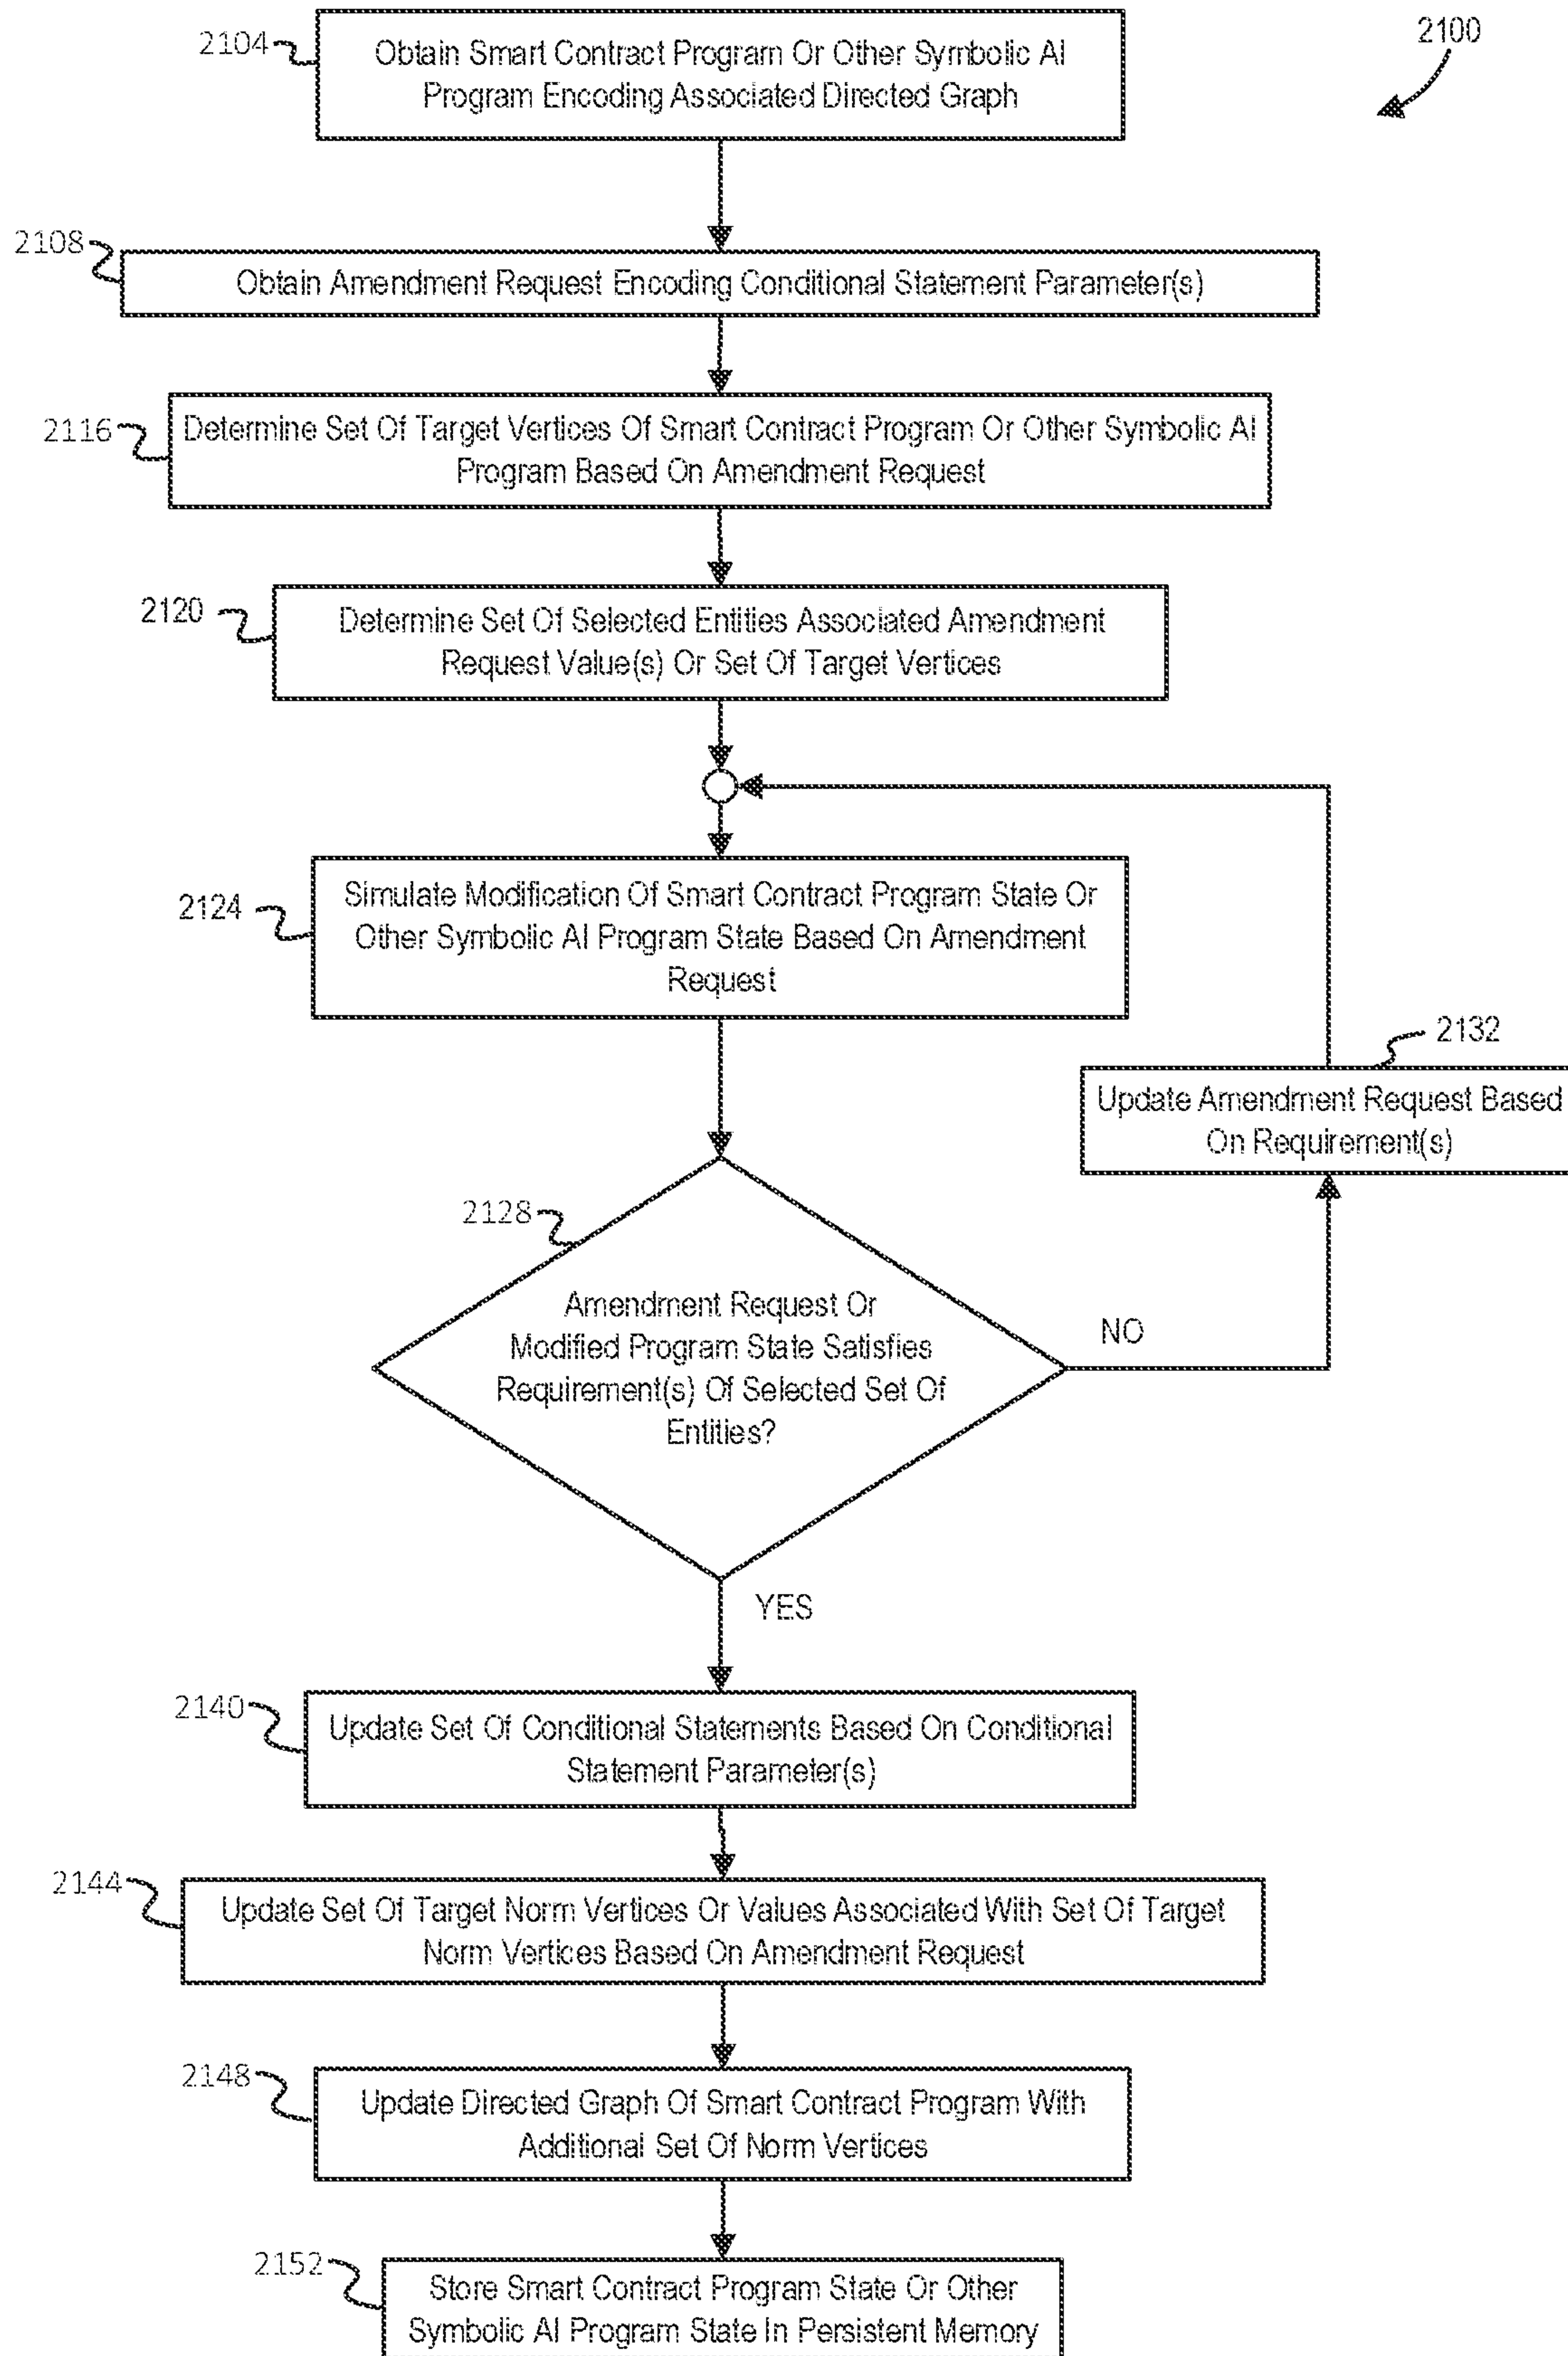 2100
2104
Obtain Smart Contract Program Or Other Symbolic AI
Program Encoding Associated Directed Graph
2108
Obtain Amendment Request Encoding Conditional Statement Parameter(s)
2116
Determine Set Of Target Vertices Of Smart Contract Program Or Other Symbolic AI
Program Based On Amendment Request
2120
Determine Set Of Selected Entities Associated Amendment
Request Value(s) Or Set Of Target Vertices
2124
Simulate Modification Of Smart Contract Program State Or
Other Symbolic AI Program State Based On Amendment
Request
2132
Update Amendment Request Based
On Requirement(s)
2128
Amendment Request Or
Modified Program State Satisfies
Requirement(s) Of Selected Set Of
Entities?
NO
YES
2140
Update Set Of Conditional Statements Based On Conditional
Statement Parameter(s)
2144
Update Set Of Target Norm Vertices Or Values Associated With Set Of Target
Norm Vertices Based On Amendment Request
2148
Update Directed Graph Of Smart Contract Program With
Additional Set Of Norm Vertices
2152
Store Smart Contract Program State Or Other
Symbolic AI Program State In Persistent Memory